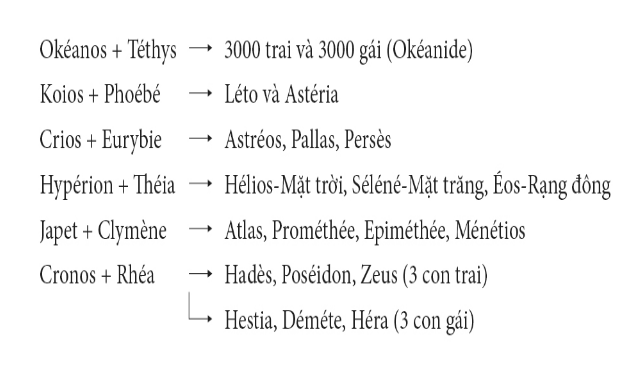 Okéanos + Téthys → 3000 trai và 3000 gái (Okéanide)
Koios + Phoébé → Léto và Astéria
Crios + Eurybie → Astréos, Pallas, Persès
Hypérion + Théia → Hélios-Mặt trời, Séléné-Mặt trăng, Éos-Rạng đông
Japet + Clymène → Atlas, Prométhée, Epiméthée, Ménétios
Cronos + Rhéa → Hadès, Poséidon, Zeus (3 con trai)
Hestia, Déméte, Héra (3 con gái)